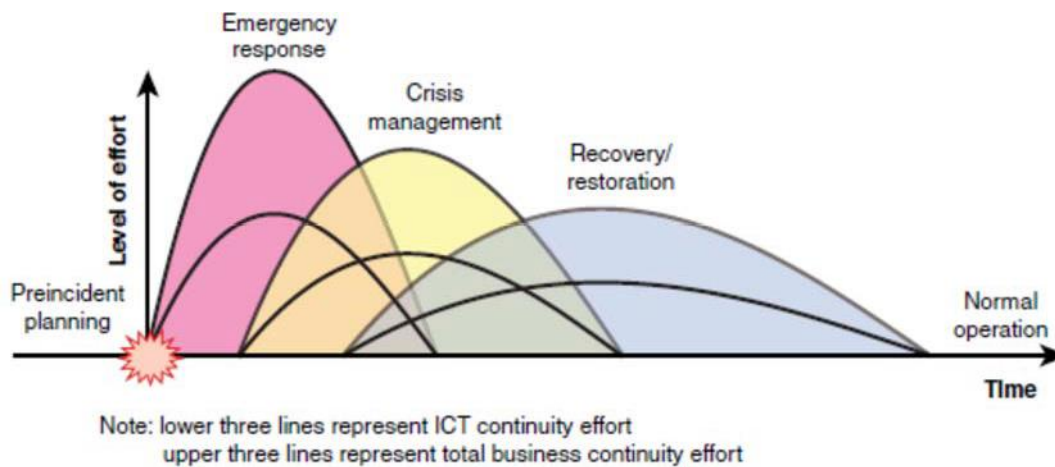 Emergency
response
Crisis
management
Recovery/
restoration
Level of effort
Preincident
planning
Normal
operation
TIme
Note: lower three lines represent ICT continuity effort
upper three lines represent total business continuity effort